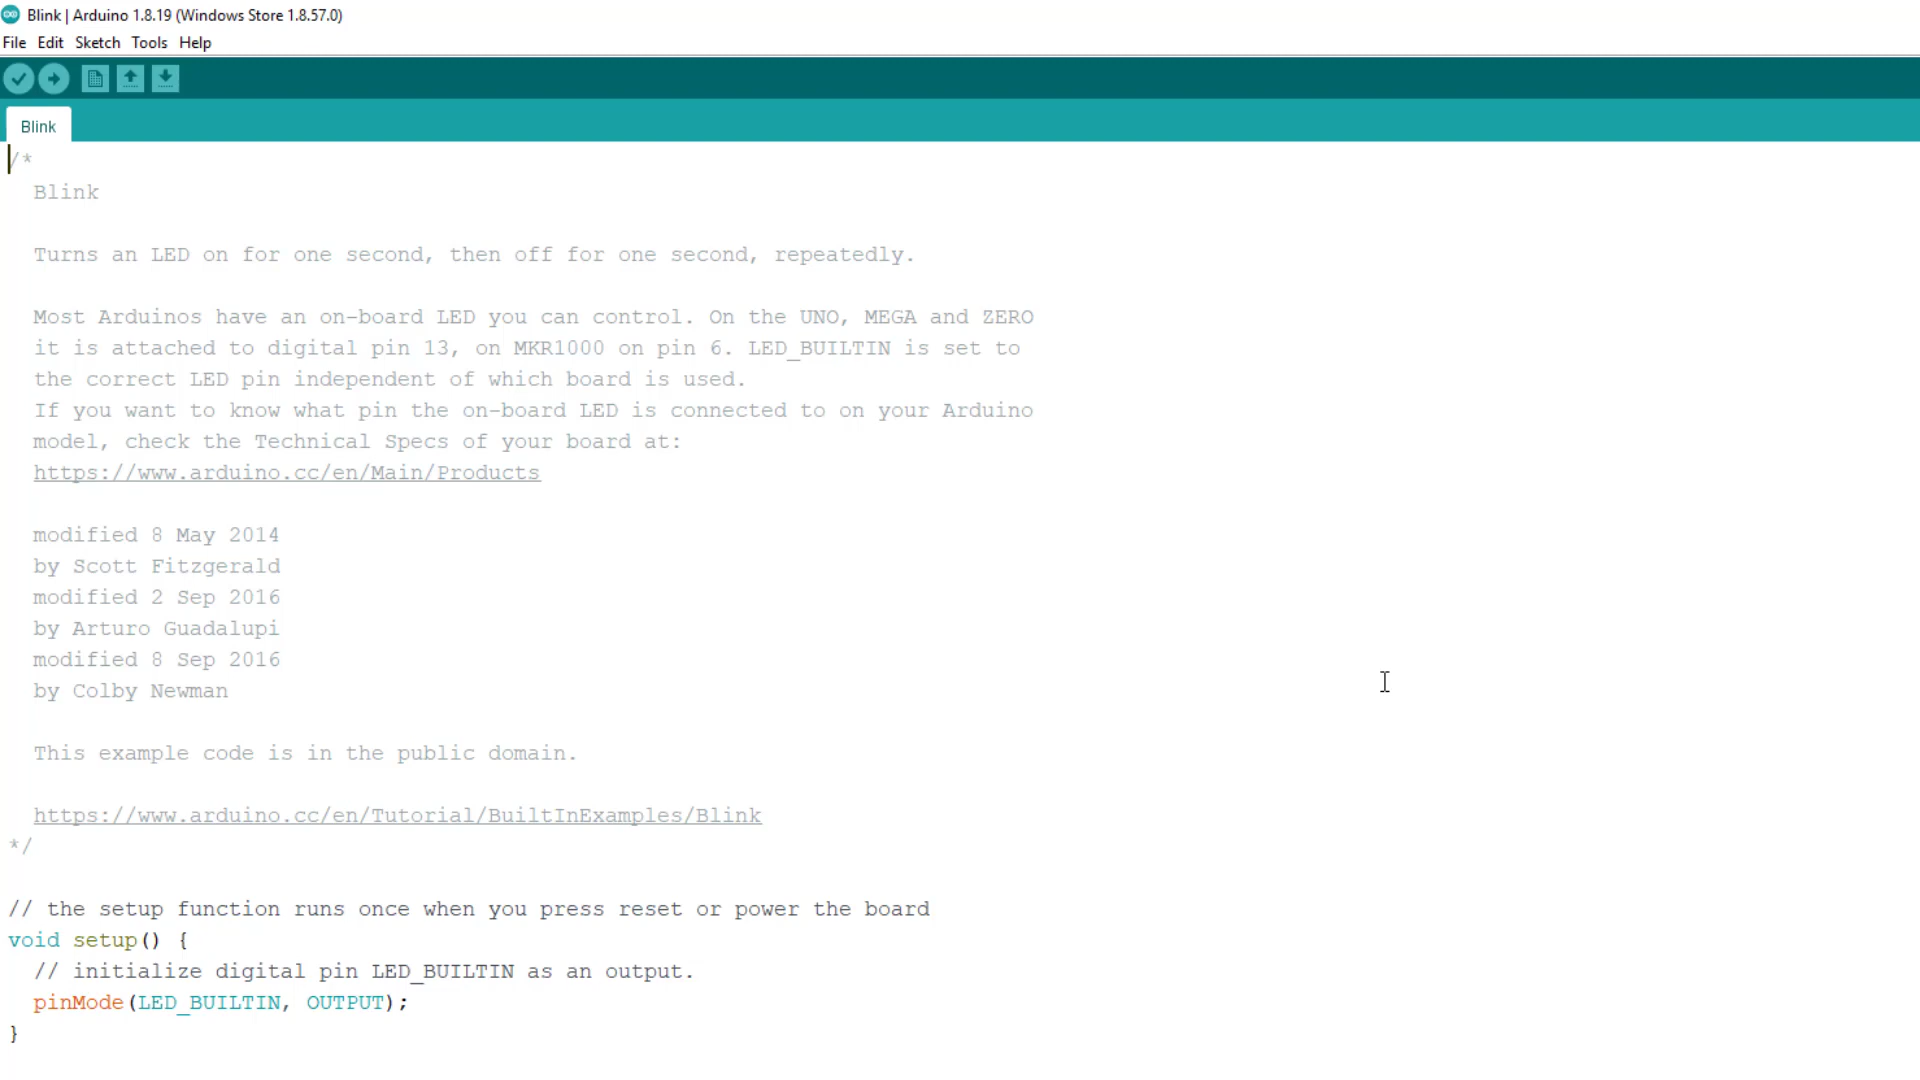 Blink | Arduino 1.8.19 (Windows Store 1.8.57.0)
File Edit Sketch Tools Help
Blink
/*
Blink
Turns an LED on for one second, then off for one second, repeatedly.
Most Arduinos have an on-board LED you can control. On the UNO, MEGA and ZERO
it is attached to digital pin 13, on MKR1000 on pin 6. LED_BUILTIN is set to
the correct LED pin independent of which board is used.
If you want to know what pin the on-board LED is connected to on your Arduino
model, check the Technical Specs of your board at:
https://www.arduino.cc/en/Main/Products
modified 8 May 2014
by Scott Fitzgerald
modified 2 Sep 2016
by Arturo Guadalupi
modified 8 Sep 2016
by Colby Newman
This example code is in the public domain.
https://www.arduino.cc/en/Tutorial/BuiltInExamples/Blink
*/
// the setup function runs once when you press reset or power the board
void setup() {
// initialize digital pin LED_BUILTIN as an output.
pinMode(LED_BUILTIN, OUTPUT);
}